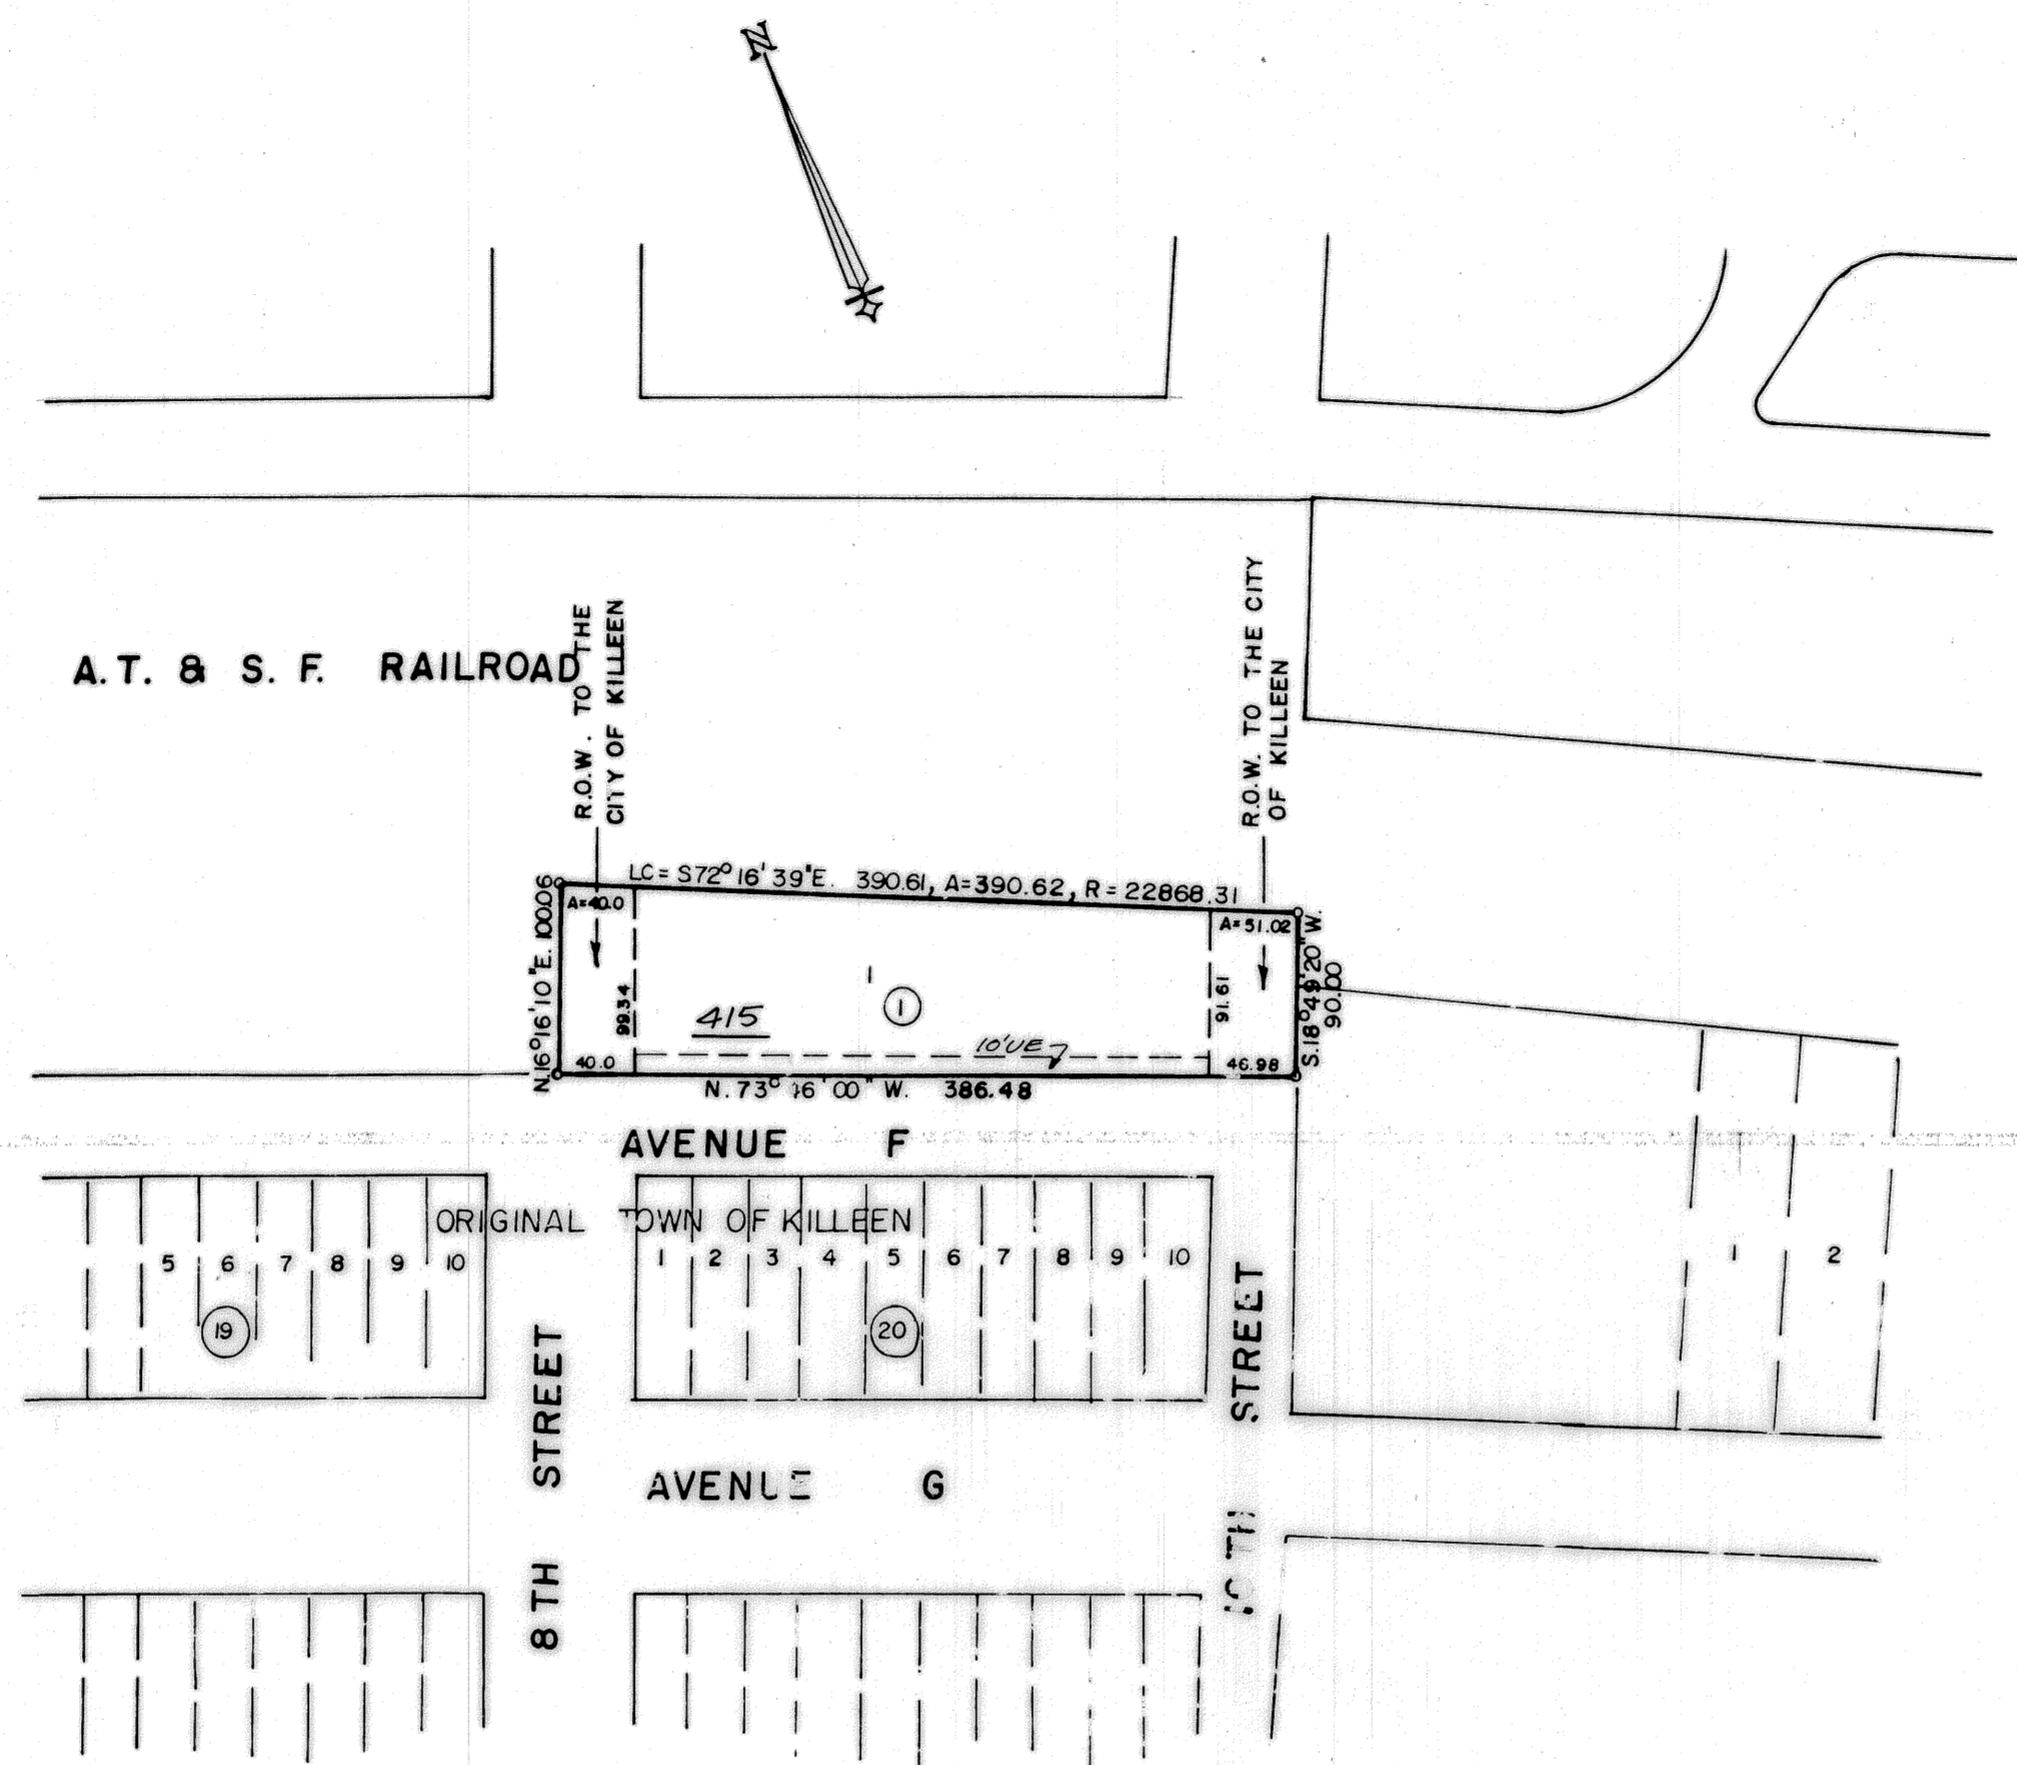 N
A. T. & S. F. RAILROAD
R.O.W. TO THE
CITY OF KILLEEN
R.O.W. TO THE CITY
OF KILLEEN
LC = S72° 16' 39"E. 390.61, A=390.62, R = 22868.31
N.16°16'10"E. 100.06
A=40.0
99.34
40.0
415
1
1
10'UE
A=51.02
91.61
46.98
S.18°49'20"W.
90.00
N. 73° 16' 00" W. 386.48
AVENUE F
ORIGINAL TOWN OF KILLEEN
5 6 7 8 9 10
19
1 2 3 4 5 6 7 8 9 10
20
1 2
8TH STREET
10TH STREET
AVENUE G